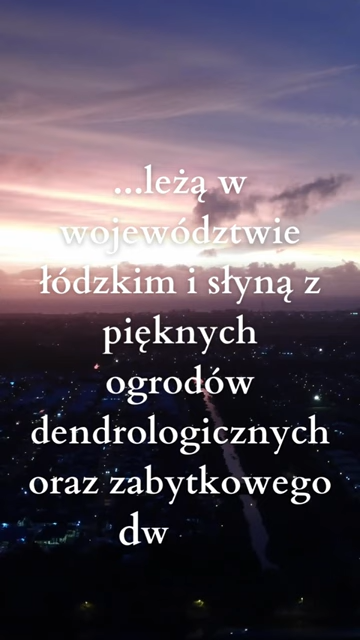 ...leżą w
województwie
łódzkim i słyną z
pięknych
ogrodów
dendrologicznych
oraz zabytkowego
dw